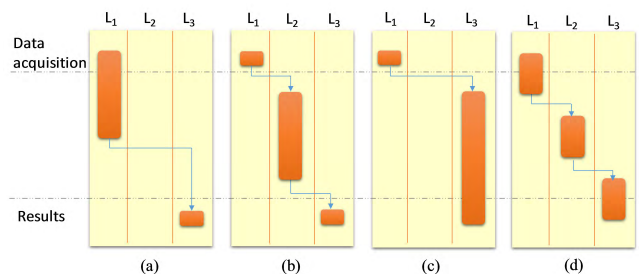 L1 L2 L3 L1 L2 L3 L1 L2 L3 L1 L2 L3
Data
acquisition
Results
(a) (b) (c) (d)